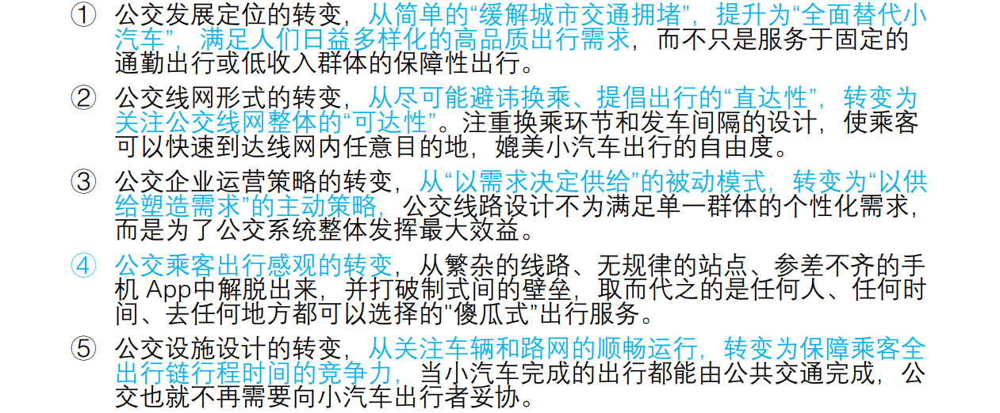 ① 公交发展定位的转变，从简单的“缓解城市交通拥堵”，提升为“全面替代小
汽车”，满足人们日益多样化的高品质出行需求，而不只是服务于固定的
通勤出行或低收入群体的保障性出行。
② 公交线网形式的转变，从尽可能避讳换乘、提倡出行的“直达性”，转变为
关注公交线网整体的“可达性”。注重换乘环节和发车间隔的设计，使乘客
可以快速到达线网内任意目的地，媲美小汽车出行的自由度。
③ 公交企业运营策略的转变，从“以需求决定供给”的被动模式，转变为“以供
给塑造需求”的主动策略，公交线路设计不为满足单一群体的个性化需求，
而是为了公交系统整体发挥最大效益。
④ 公交乘客出行感观的转变，从繁杂的线路、无规律的站点、参差不齐的手
机 App中解脱出来，并打破制式间的壁垒，取而代之的是任何人、任何时
间、去任何地方都可以选择的"傻瓜式”出行服务。
⑤ 公交设施设计的转变，从关注车辆和路网的顺畅运行，转变为保障乘客全
出行链行程时间的竞争力，当小汽车完成的出行都能由公共交通完成，公
交也就不再需要向小汽车出行者妥协。